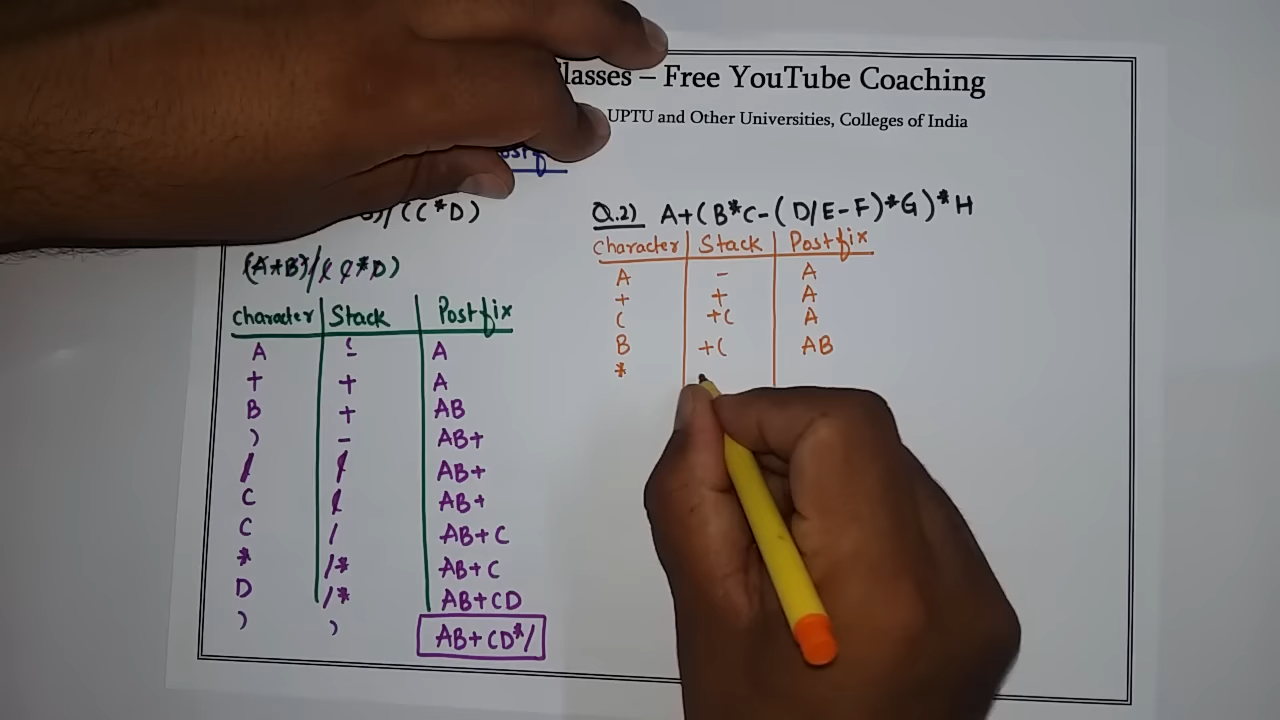 lasses – Free YouTube Coaching
UPTU and Other Universities, Colleges of India
)/((C*D)
Q.2) A+(B*C-(D/E-F)*G)*H
(A+B)/((C*D)
character | Stack | Postfix
A - A
+ + A
( +( A
B +( AB
*
character | Stack | Postfix
A - A
+ + A
B + AB
) - AB+
/ / AB+
( ( AB+
C / AB+C
* /* AB+C
D /* AB+CD
) ) AB+CD*/